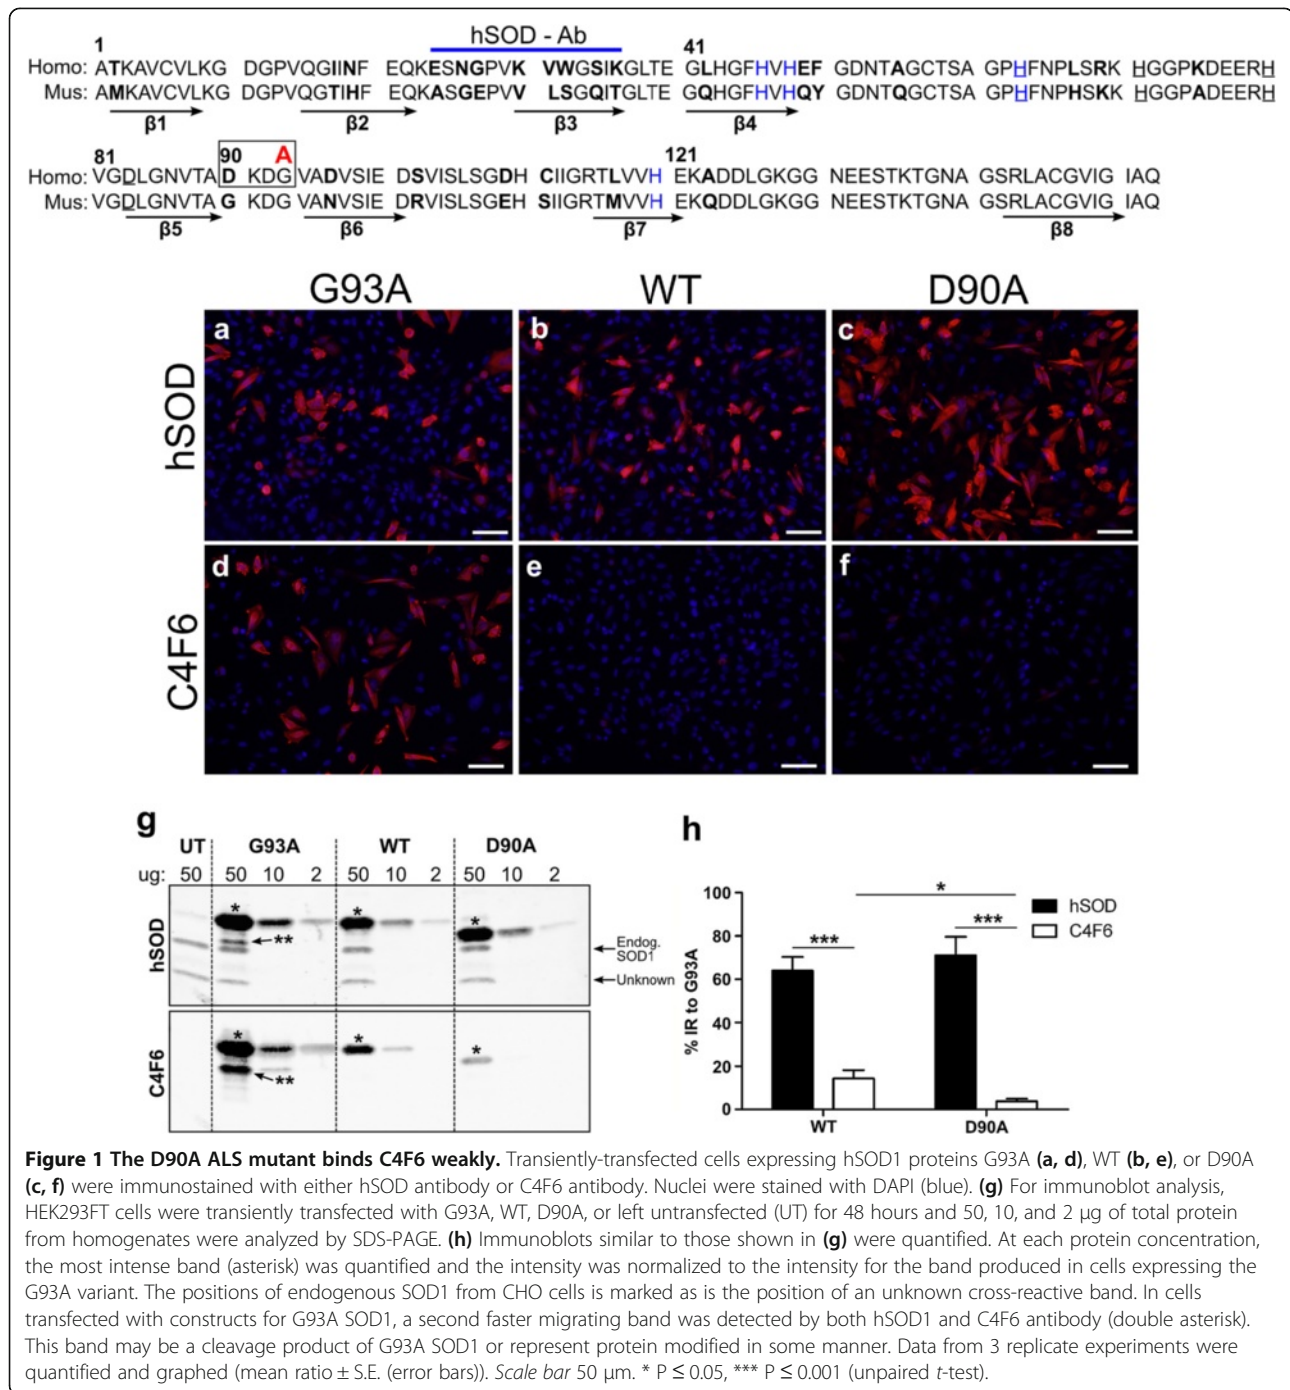 hSOD - Ab
1 41
Homo: ATKAVCVLKG DGPVQGIINF EQKESNGPVK VWGSIKGLTE GLHGFHVHEF GDNTAGCTSA GPHFNPLSRK HGGPKDEERH
Mus: AMKAVCVLKG DGPVQGTIHF EQKASGEPVV LSGQITGLTE GQHGFHVHQY GDNTQGCTSA GPHFNPHSKK HGGPADEERH
β1 β2 β3 β4
81 90 A 121
Homo: VGDLGNVTAD KDGVADVSIE DSVISLSGDH CIIGRTLVVH EKADDLGKGG NEESTKTGNA GSRLACGVIG IAQ
Mus: VGDLGNVTAG KDGVANVSIE DRVISLSGEH SIIGRTMVVH EKQDDLGKGG NEESTKTGNA GSRLACGVIG IAQ
β5 β6 β7 β8
G93A WT D90A
hSOD
a b c
C4F6
d e f
g
UT G93A WT D90A
ug: 50 50 10 2 50 10 2 50 10 2
hSOD
* * *
**
Endog.
SOD1
Unknown
C4F6
* * *
**
h
% IR to G93A
100
80
60
40
20
0
*
*** ***
hSOD
C4F6
WT D90A
Figure 1 The D90A ALS mutant binds C4F6 weakly. Transiently-transfected cells expressing hSOD1 proteins G93A (a, d), WT (b, e), or D90A
(c, f) were immunostained with either hSOD antibody or C4F6 antibody. Nuclei were stained with DAPI (blue). (g) For immunoblot analysis,
HEK293FT cells were transiently transfected with G93A, WT, D90A, or left untransfected (UT) for 48 hours and 50, 10, and 2 μg of total protein
from homogenates were analyzed by SDS-PAGE. (h) Immunoblots similar to those shown in (g) were quantified. At each protein concentration,
the most intense band (asterisk) was quantified and the intensity was normalized to the intensity for the band produced in cells expressing the
G93A variant. The positions of endogenous SOD1 from CHO cells is marked as is the position of an unknown cross-reactive band. In cells
transfected with constructs for G93A SOD1, a second faster migrating band was detected by both hSOD1 and C4F6 antibody (double asterisk).
This band may be a cleavage product of G93A SOD1 or represent protein modified in some manner. Data from 3 replicate experiments were
quantified and graphed (mean ratio ± S.E. (error bars)). Scale bar 50 μm. * P ≤ 0.05, *** P ≤ 0.001 (unpaired t-test).